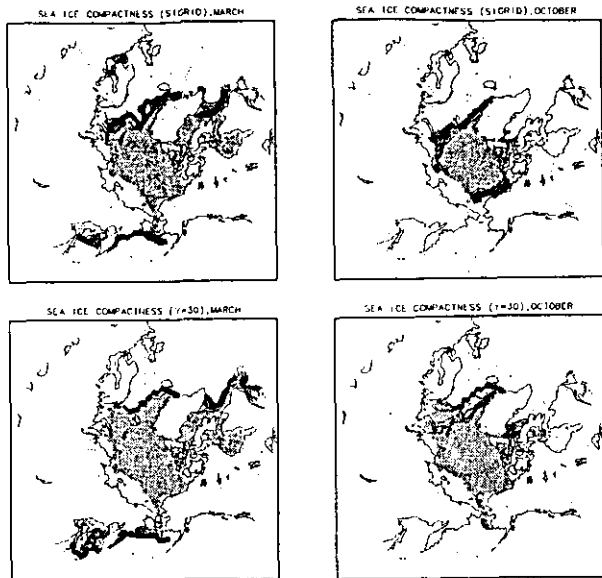 SEA ICE COMPACTNESS (SIGRID),MARCH
SEA ICE COMPACTNESS (SIGRID),OCTOBER
SEA ICE COMPACTNESS (Y=30),MARCH
SEA ICE COMPACTNESS (Y=30),OCTOBER